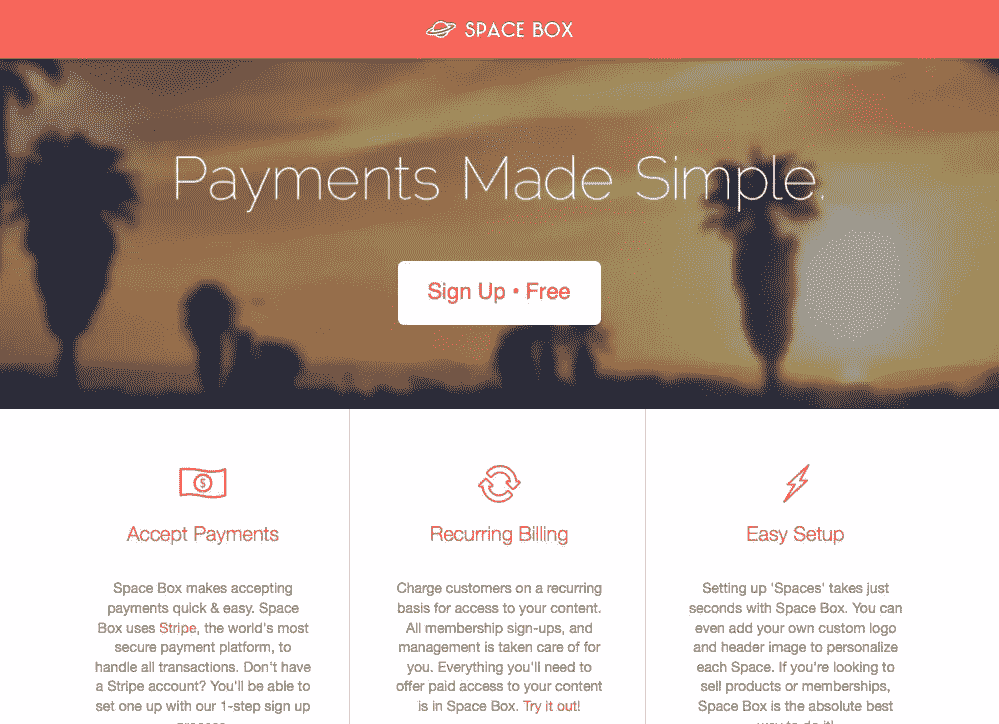 SPACE BOX
Payments Made Simple.
Sign Up • Free
Accept Payments
Space Box makes accepting
payments quick & easy. Space
Box uses Stripe, the world's most
secure payment platform, to
handle all transactions. Don't have
a Stripe account? You'll be able to
set one up with our 1-step sign up
Recurring Billing
Charge customers on a recurring
basis for access to your content.
All membership sign-ups, and
management is taken care of for
you. Everything you'll need to
offer paid access to your content
is in Space Box. Try it out!
Easy Setup
Setting up 'Spaces' takes just
seconds with Space Box. You can
even add your own custom logo
and header image to personalize
each Space. If you're looking to
sell products or memberships,
Space Box is the absolute best
way to do it!